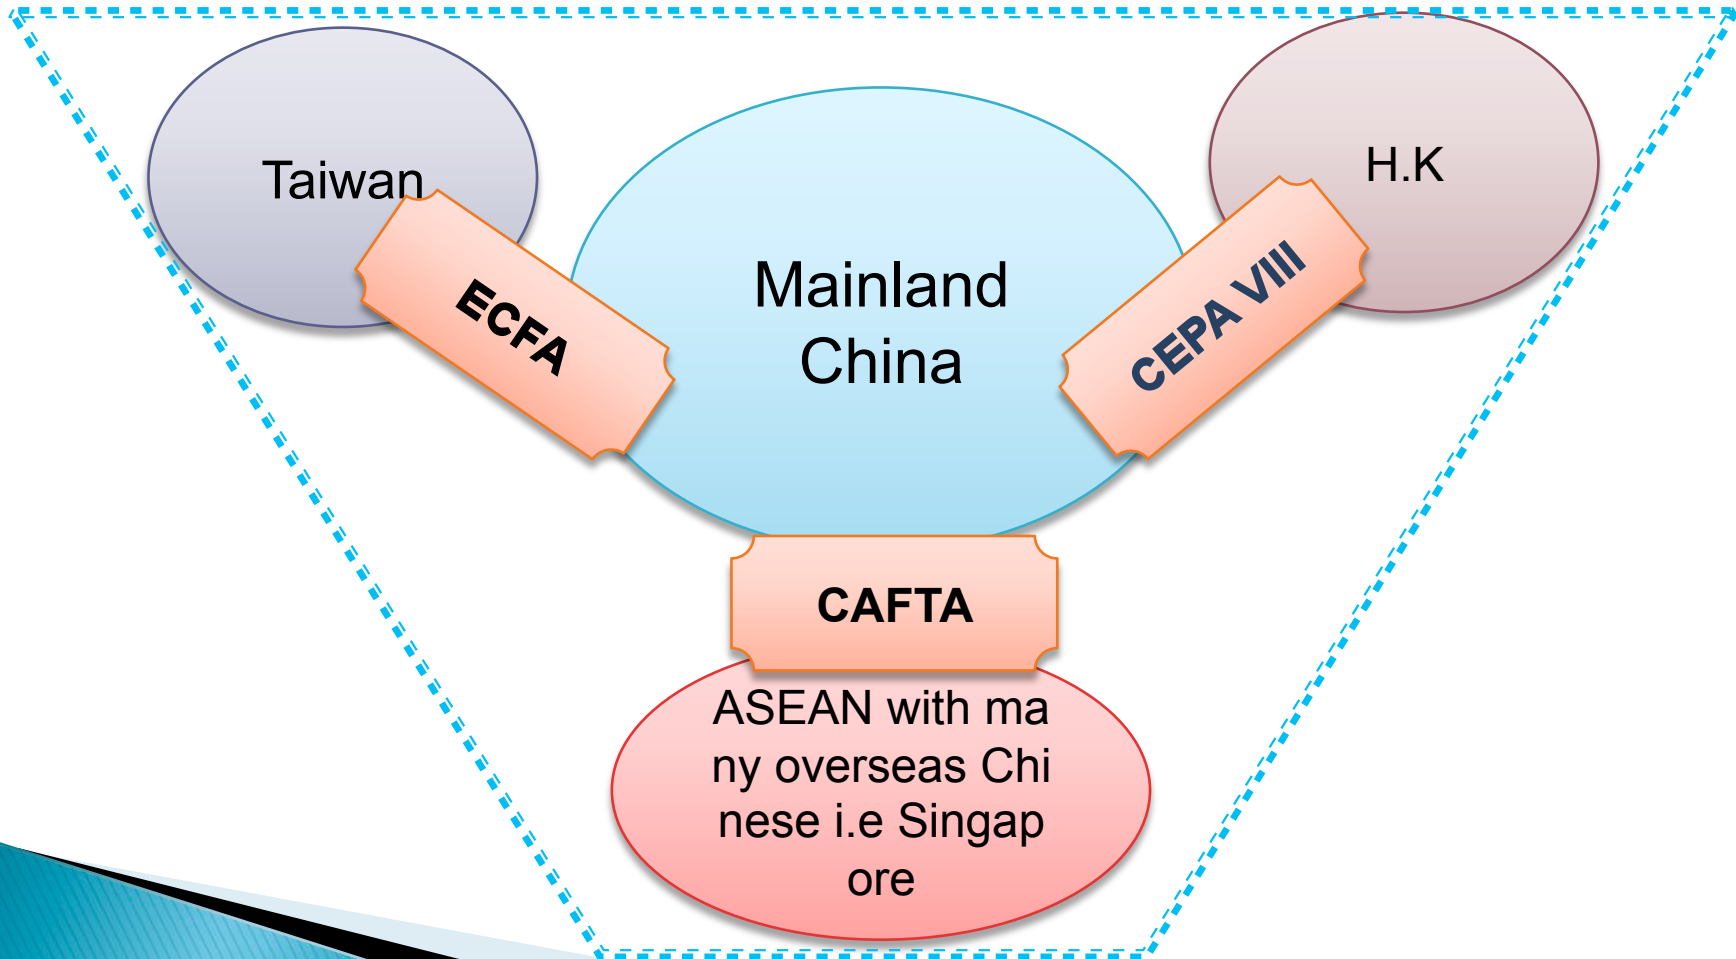 Taiwan
H.K
Mainland
China
ECFA
CEPA VIII
CAFTA
ASEAN with ma
ny overseas Chi
nese i.e Singap
ore